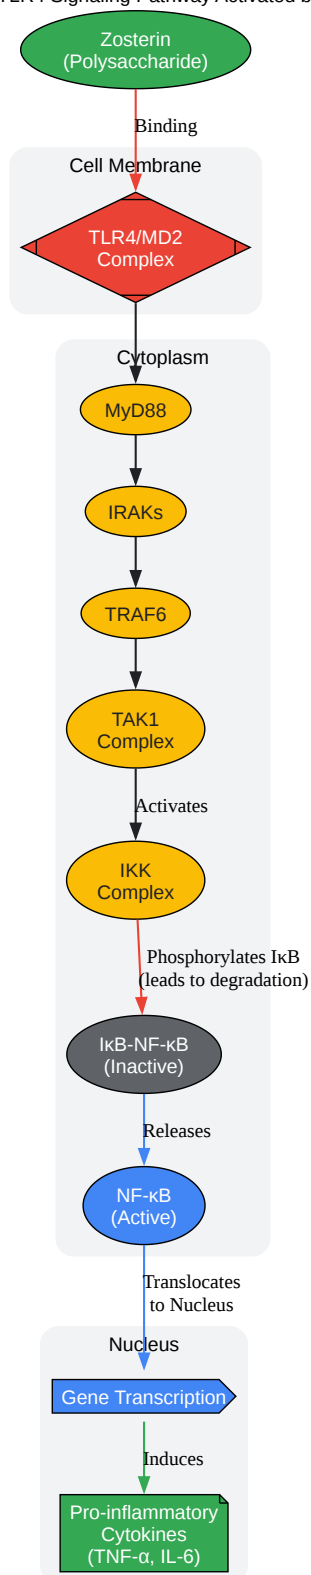 TLR4 Signaling Pathway Activated b
Zosterin
(Polysaccharide)
Binding
Cell Membrane
TLR4/MD2
Complex
Cytoplasm
MyD88
IRAKs
TRAF6
TAK1
Complex
Activates
IKK
Complex
Phosphorylates IκB
(leads to degradation)
IκB-NF-κB
(Inactive)
Releases
NF-κB
(Active)
Translocates
to Nucleus
Nucleus
Gene Transcription
Induces
Pro-inflammatory
Cytokines
(TNF-α, IL-6)